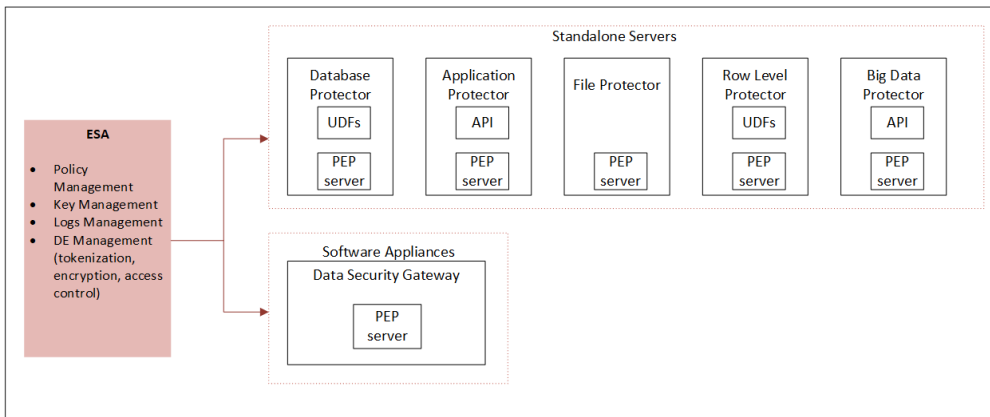 Standalone Servers
Database
Protector
UDFs
PEP
server
Application
Protector
API
PEP
server
File Protector
PEP
server
Row Level
Protector
UDFs
PEP
server
Big Data
Protector
API
PEP
server
ESA
• Policy
Management
• Key Management
• Logs Management
• DE Management
(tokenization,
encryption, access
control)
Software Appliances
Data Security Gateway
PEP
server